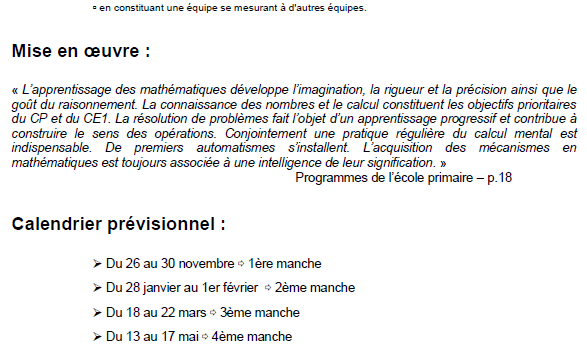 ▫ en constituant une équipe se mesurant à d'autres équipes.
Mise en œuvre :
« L'apprentissage des mathématiques développe l'imagination, la rigueur et la précision ainsi que le
goût du raisonnement. La connaissance des nombres et le calcul constituent les objectifs prioritaires
du CP et du CE1. La résolution de problèmes fait l'objet d'un apprentissage progressif et contribue à
construire le sens des opérations. Conjointement une pratique régulière du calcul mental est
indispensable. De premiers automatismes s'installent. L'acquisition des mécanismes en
mathématiques est toujours associée à une intelligence de leur signification. »
Programmes de l'école primaire – p.18
Calendrier prévisionnel :
➢ Du 26 au 30 novembre ⇨ 1ère manche
➢ Du 28 janvier au 1er février ⇨ 2ème manche
➢ Du 18 au 22 mars ⇨ 3ème manche
➢ Du 13 au 17 mai ⇨ 4ème manche